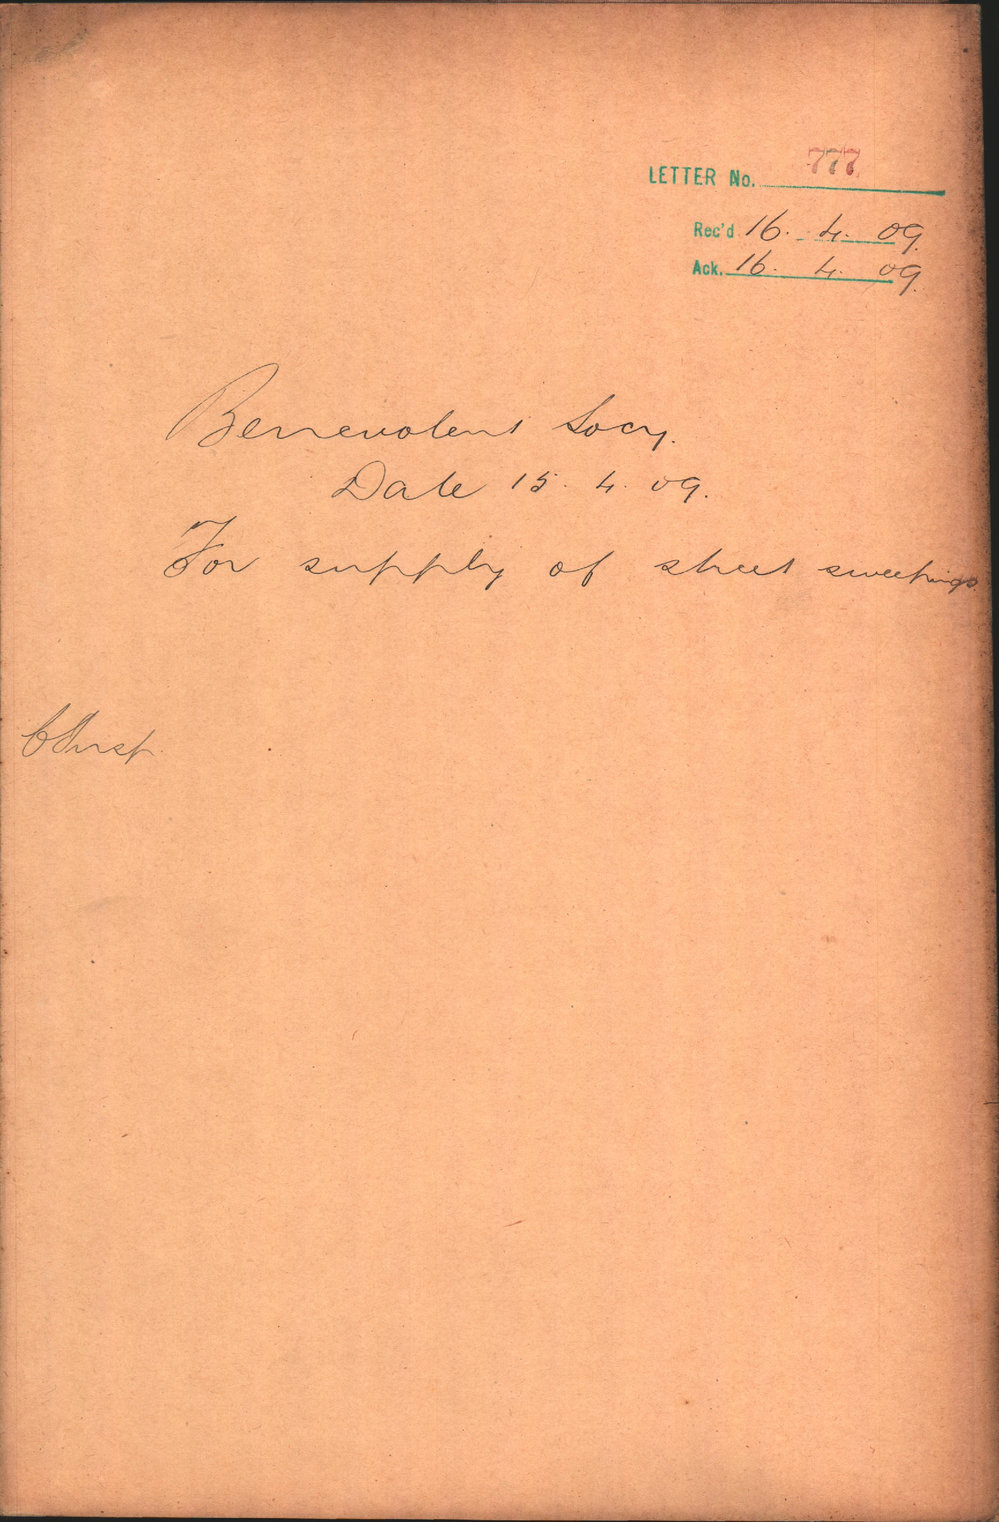 LETTER No. 777
Rec'd 16. 4. 09.
Ack. 16. 4. 09.
Benevolent Socy.
Date 15. 4. 09.
For supply of street sweepings.